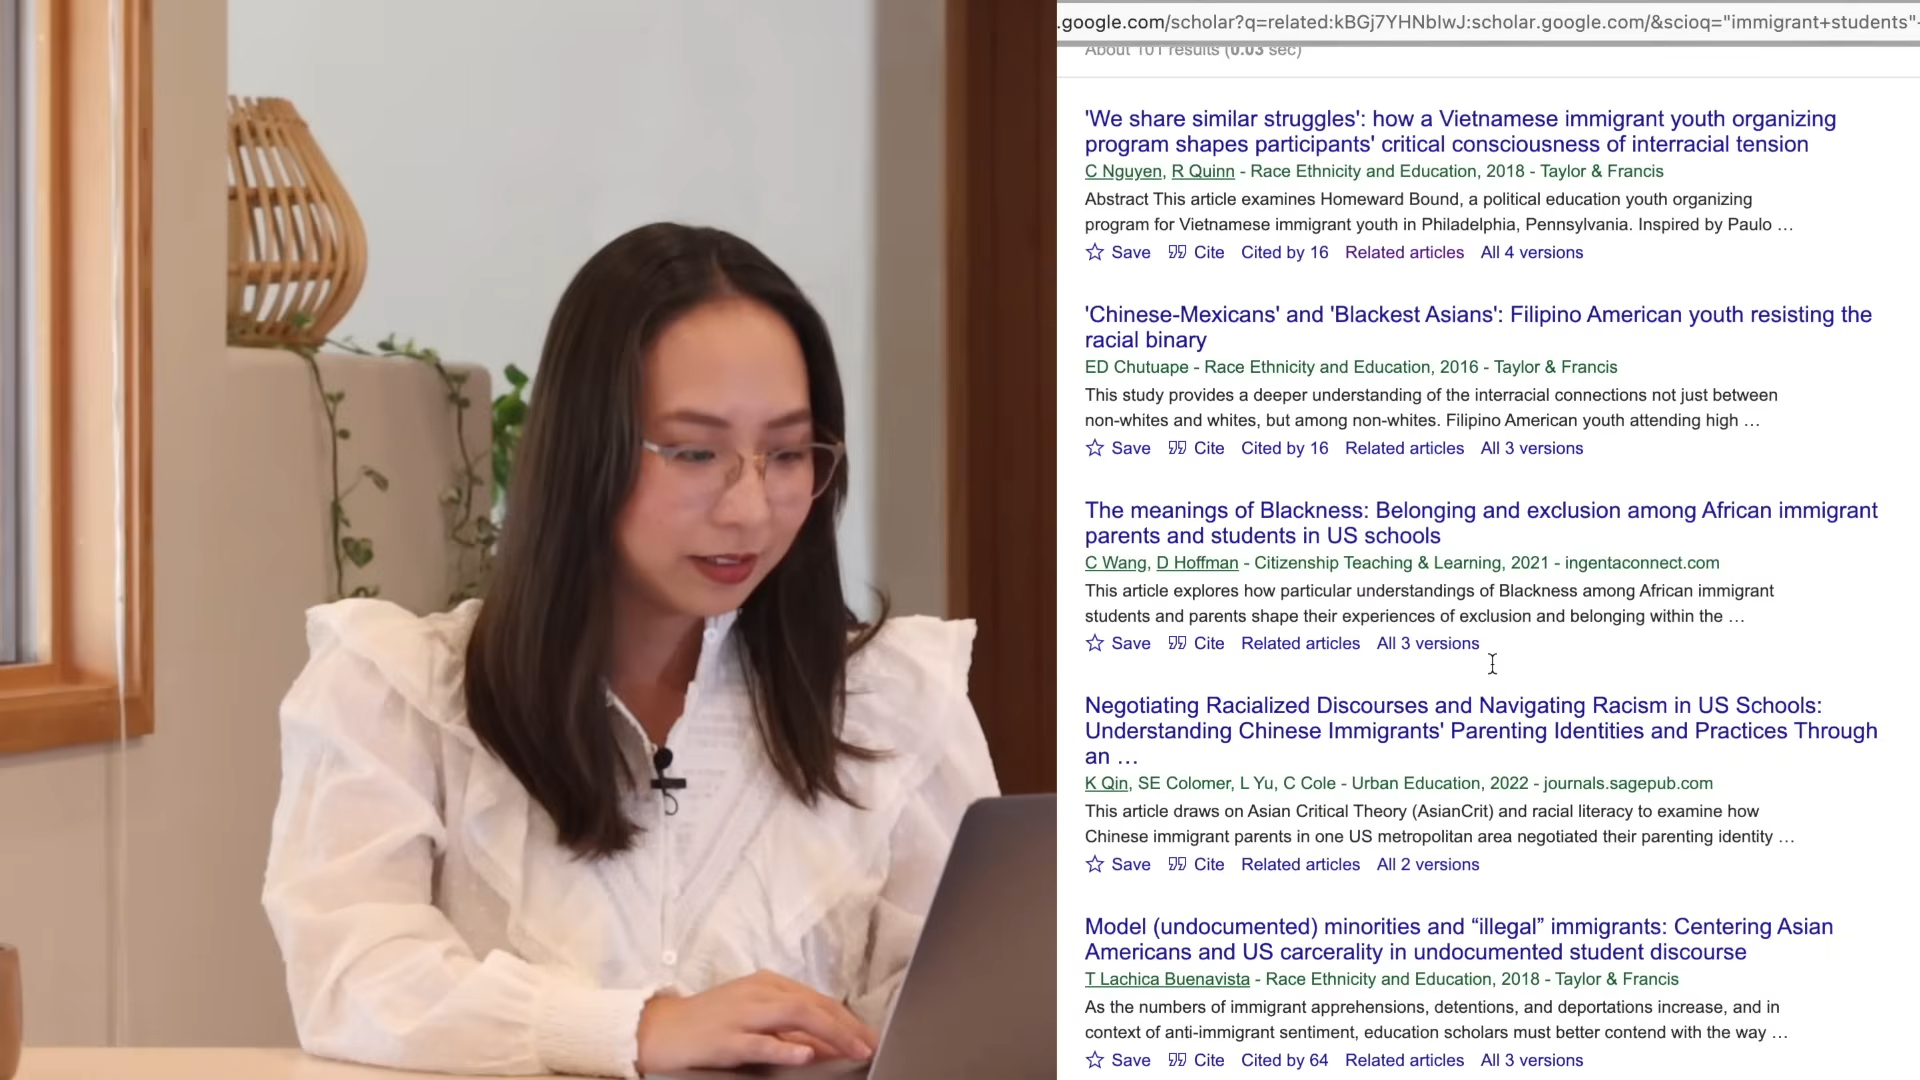 .google.com/scholar?q=related:kBGj7YHNblwJ:scholar.google.com/&scioq="immigrant+students"-
About 101 results (0.03 sec)
'We share similar struggles': how a Vietnamese immigrant youth organizing
program shapes participants' critical consciousness of interracial tension
C Nguyen, R Quinn - Race Ethnicity and Education, 2018 - Taylor & Francis
Abstract This article examines Homeward Bound, a political education youth organizing
program for Vietnamese immigrant youth in Philadelphia, Pennsylvania. Inspired by Paulo …
Save Cite Cited by 16 Related articles All 4 versions
'Chinese-Mexicans' and 'Blackest Asians': Filipino American youth resisting the
racial binary
ED Chutuape - Race Ethnicity and Education, 2016 - Taylor & Francis
This study provides a deeper understanding of the interracial connections not just between
non-whites and whites, but among non-whites. Filipino American youth attending high …
Save Cite Cited by 16 Related articles All 3 versions
The meanings of Blackness: Belonging and exclusion among African immigrant
parents and students in US schools
C Wang, D Hoffman - Citizenship Teaching & Learning, 2021 - ingentaconnect.com
This article explores how particular understandings of Blackness among African immigrant
students and parents shape their experiences of exclusion and belonging within the …
Save Cite Related articles All 3 versions
Negotiating Racialized Discourses and Navigating Racism in US Schools:
Understanding Chinese Immigrants' Parenting Identities and Practices Through
an …
K Qin, SE Colomer, L Yu, C Cole - Urban Education, 2022 - journals.sagepub.com
This article draws on Asian Critical Theory (AsianCrit) and racial literacy to examine how
Chinese immigrant parents in one US metropolitan area negotiated their parenting identity …
Save Cite Related articles All 2 versions
Model (undocumented) minorities and “illegal” immigrants: Centering Asian
Americans and US carcerality in undocumented student discourse
T Lachica Buenavista - Race Ethnicity and Education, 2018 - Taylor & Francis
As the numbers of immigrant apprehensions, detentions, and deportations increase, and in
context of anti-immigrant sentiment, education scholars must better contend with the way …
Save Cite Cited by 64 Related articles All 3 versions